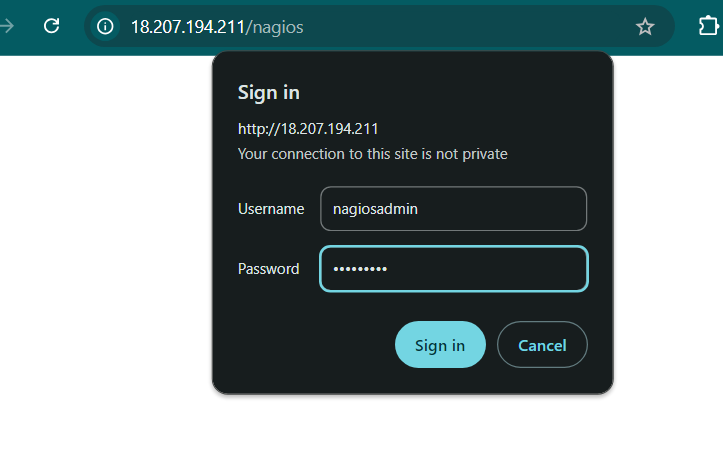 18.207.194.211/nagios
Sign in
http://18.207.194.211
Your connection to this site is not private
Username nagiosadmin
Password •••••••••
Sign in Cancel